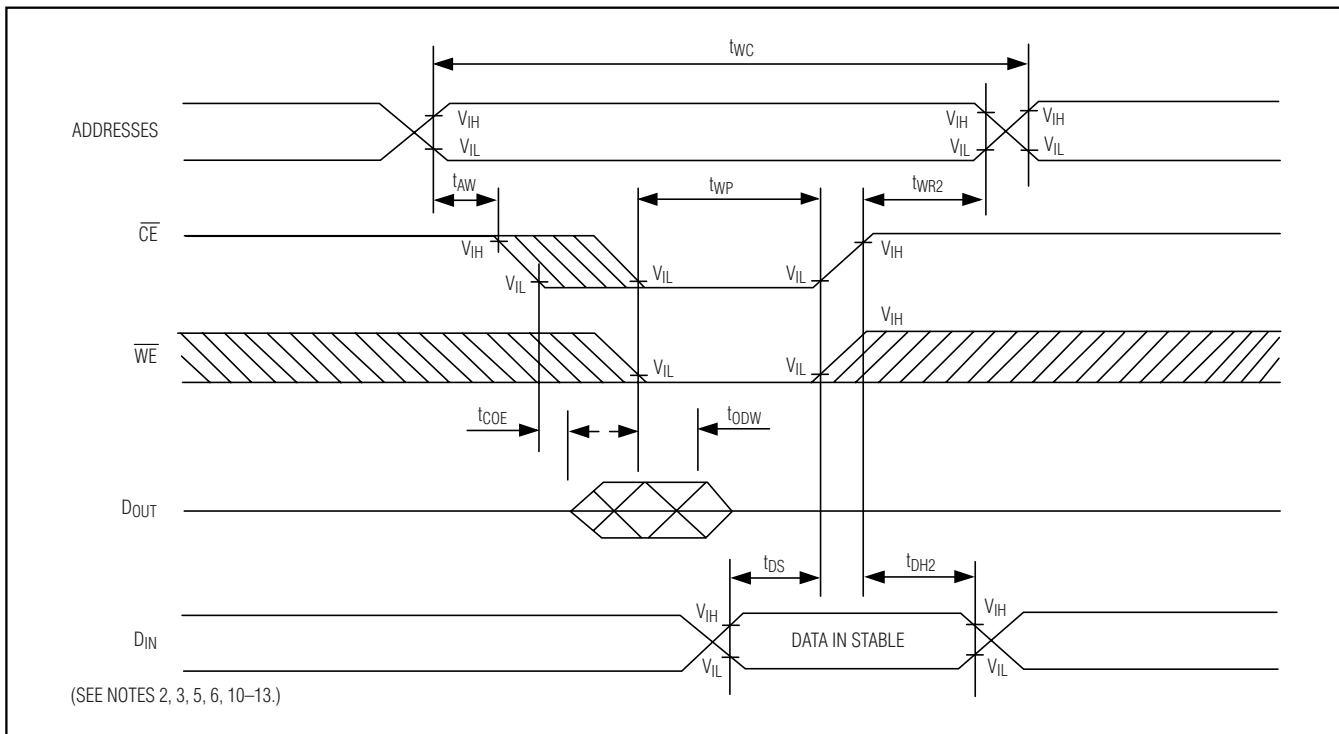 tWC
ADDRESSES
VIH VIH VIH
VIL VIL VIL
tAW tWP tWR2
CE
VIH VIH
VIL VIL VIL
VIH
WE
VIL VIL
tCOE tODW
DOUT
tDS tDH2
VIH VIH
DIN DATA IN STABLE
VIL VIL
(SEE NOTES 2, 3, 5, 6, 10–13.)